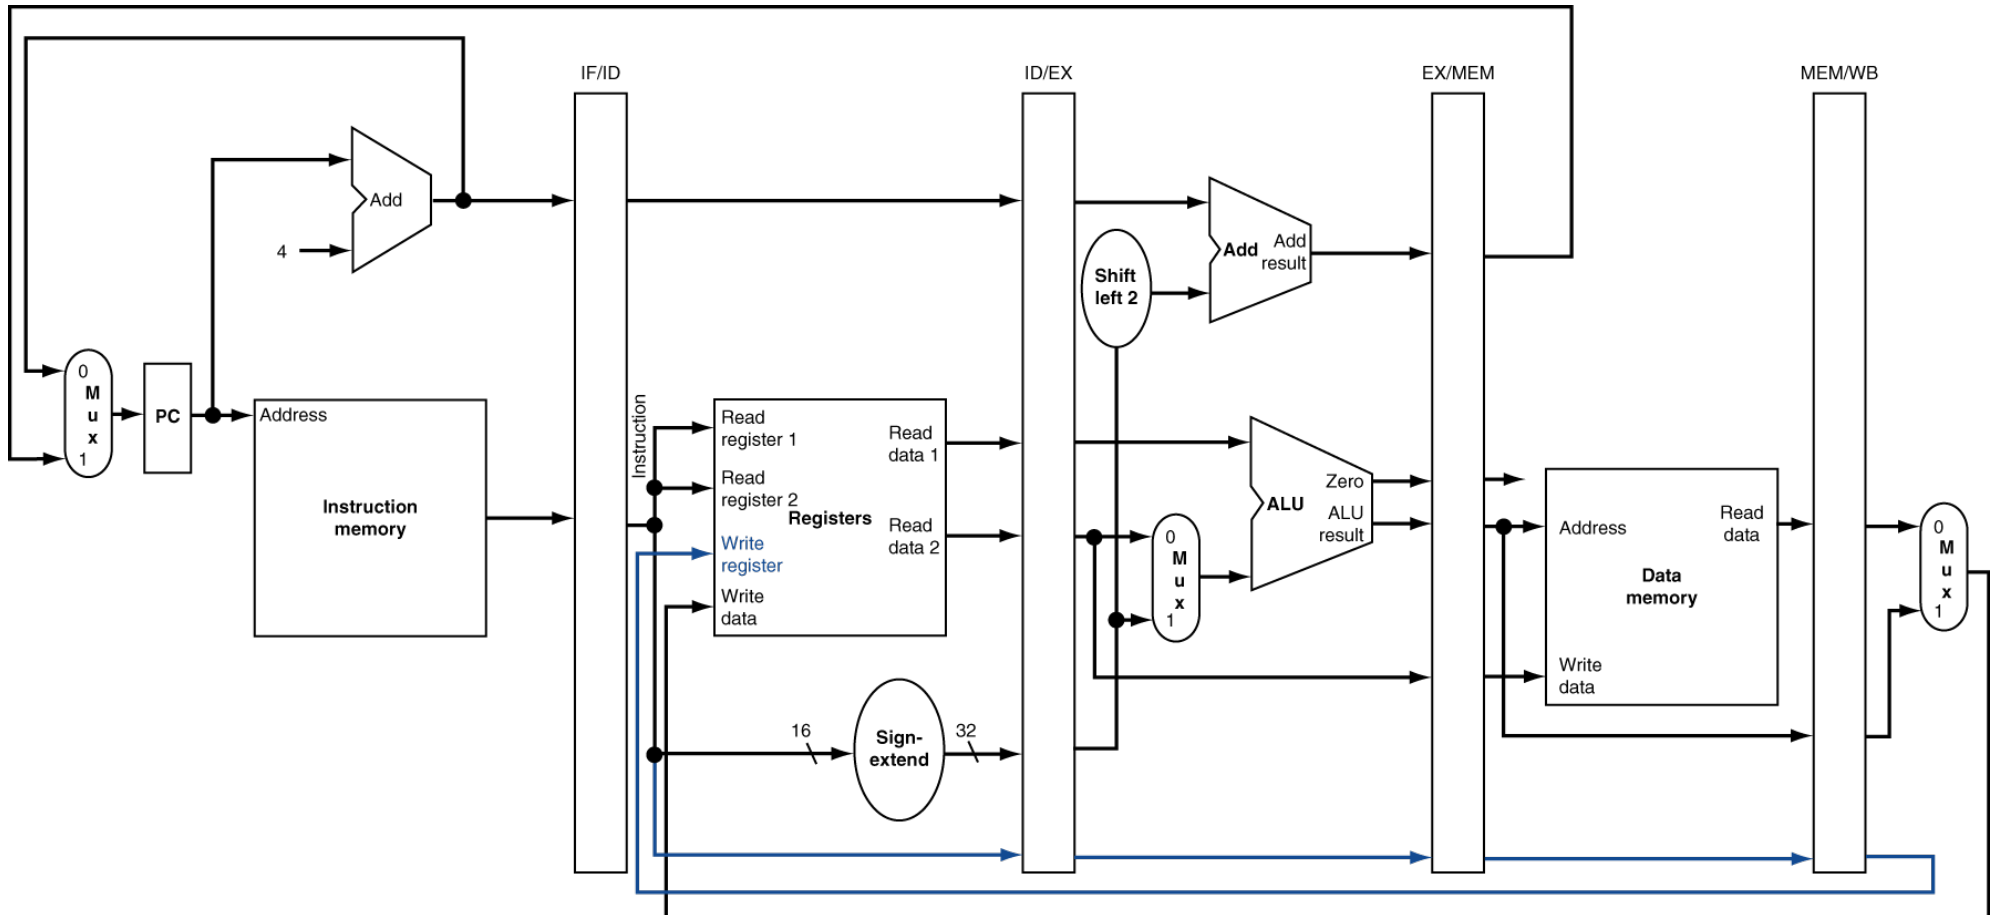 IF/ID
ID/EX
EX/MEM
MEM/WB
Add
4
Add
Add
result
Shift
left 2
0
M
u
x
1
PC
Address
Instruction
memory
Instruction
Read
register 1
Read
register 2
Write
register
Write
data
Registers
Read
data 1
Read
data 2
0
M
u
x
1
ALU
Zero
ALU
result
Address
Read
data
Data
memory
Write
data
0
M
u
x
1
16
Sign-
extend
32